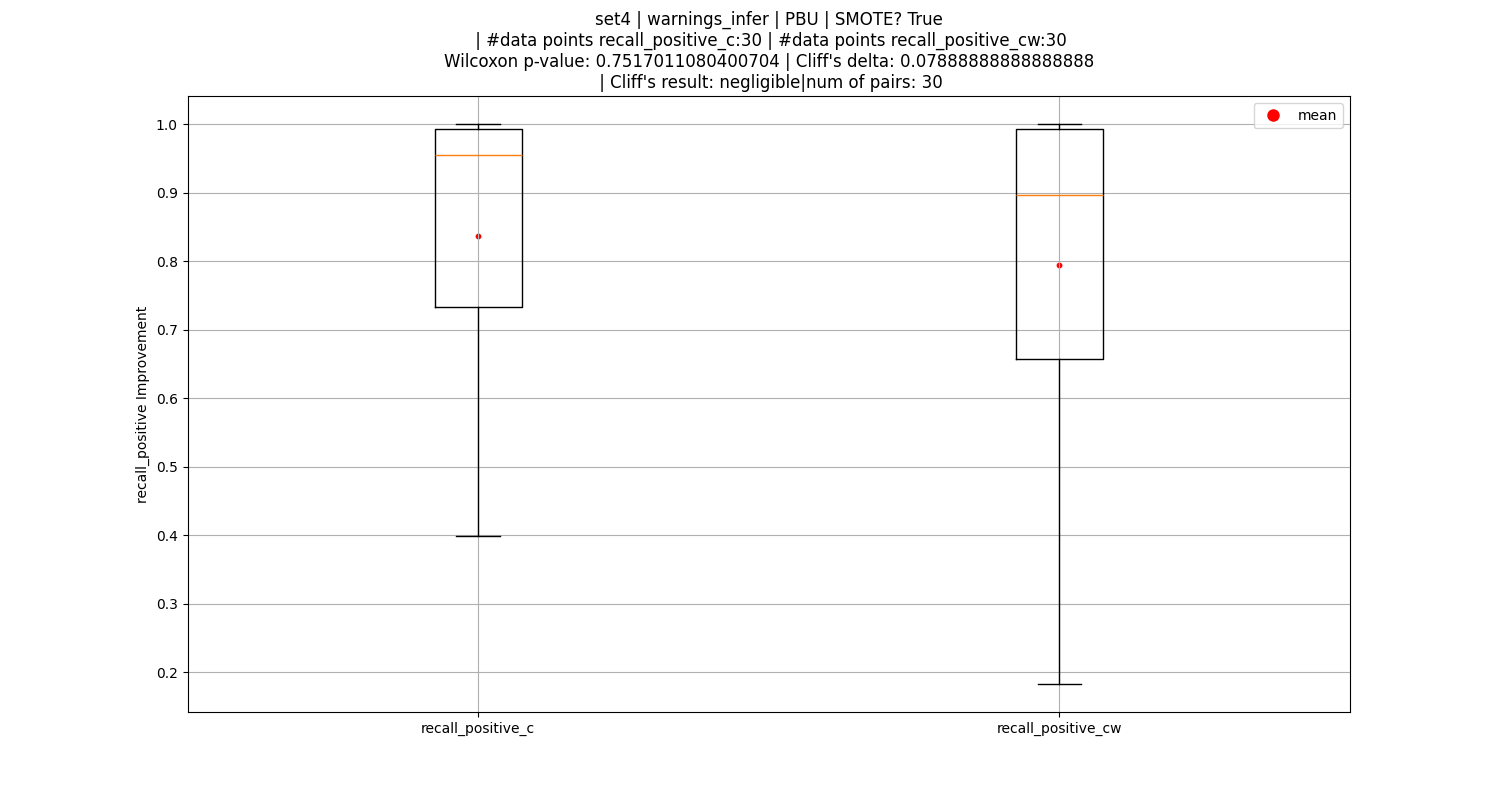 set4 | warnings_infer | PBU | SMOTE? True
| #data points recall_positive_c:30 | #data points recall_positive_cw:30
Wilcoxon p-value: 0.7517011080400704 | Cliff's delta: 0.07888888888888888
| Cliff's result: negligible|num of pairs: 30
mean
1.0
0.9
0.8
0.7
0.6
0.5
0.4
0.3
0.2
recall_positive Improvement
recall_positive_c
recall_positive_cw